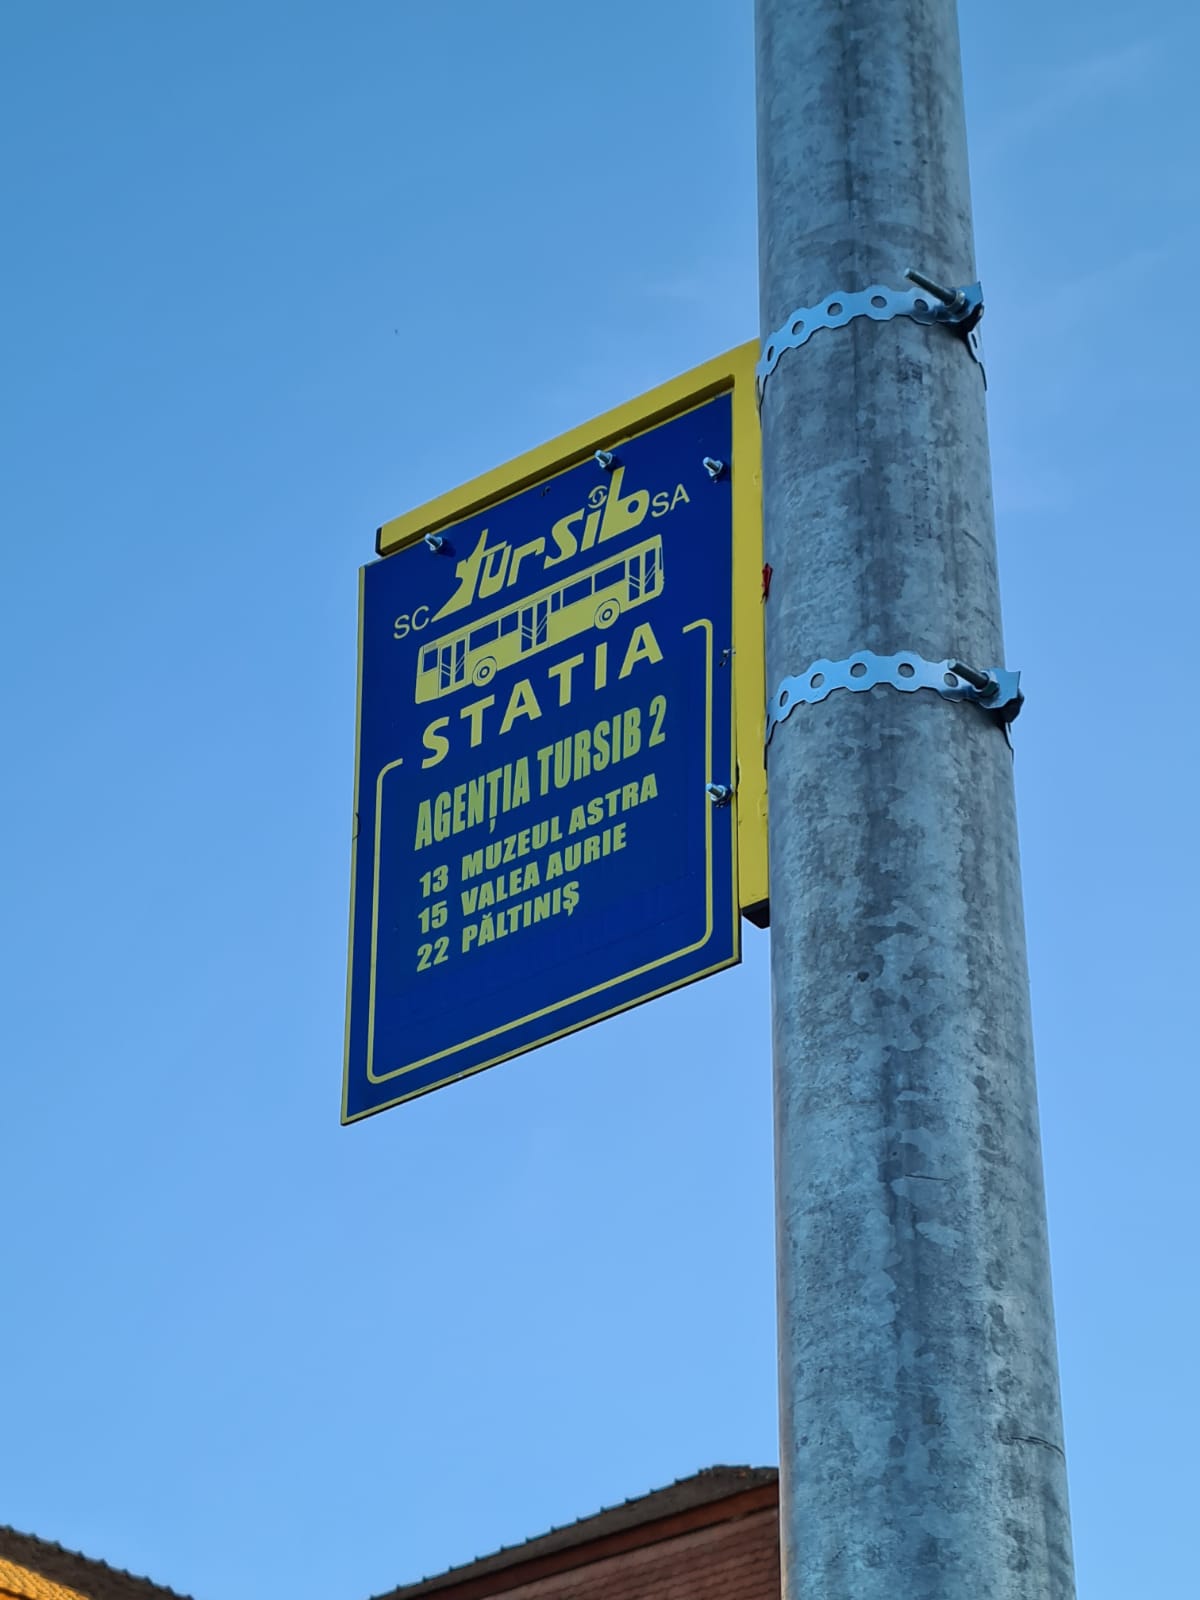 SC tursib SA
STATIA
AGENȚIA TURSIB 2
13 MUZEUL ASTRA
15 VALEA AURIE
22 PĂLTINIȘ